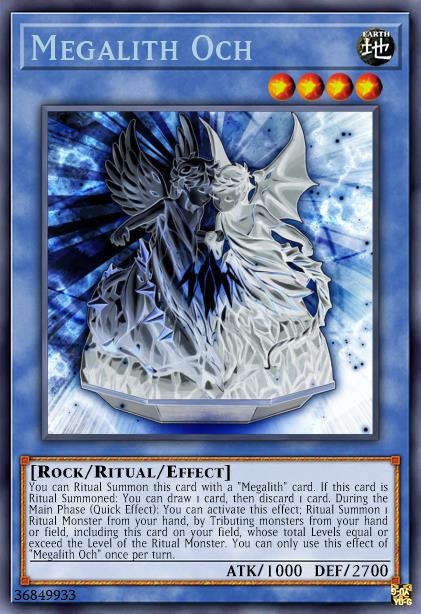 MEGALITH OCH
EARTH
地
[ROCK/RITUAL/EFFECT]
You can Ritual Summon this card with a "Megalith" card. If this card is
Ritual Summoned: You can draw 1 card, then discard 1 card. During the
Main Phase (Quick Effect): You can activate this effect; Ritual Summon 1
Ritual Monster from your hand, by Tributing monsters from your hand
or field, including this card on your field, whose total Levels equal or
exceed the Level of the Ritual Monster. You can only use this effect of
"Megalith Och" once per turn.
ATK/1000 DEF/2700
36849933